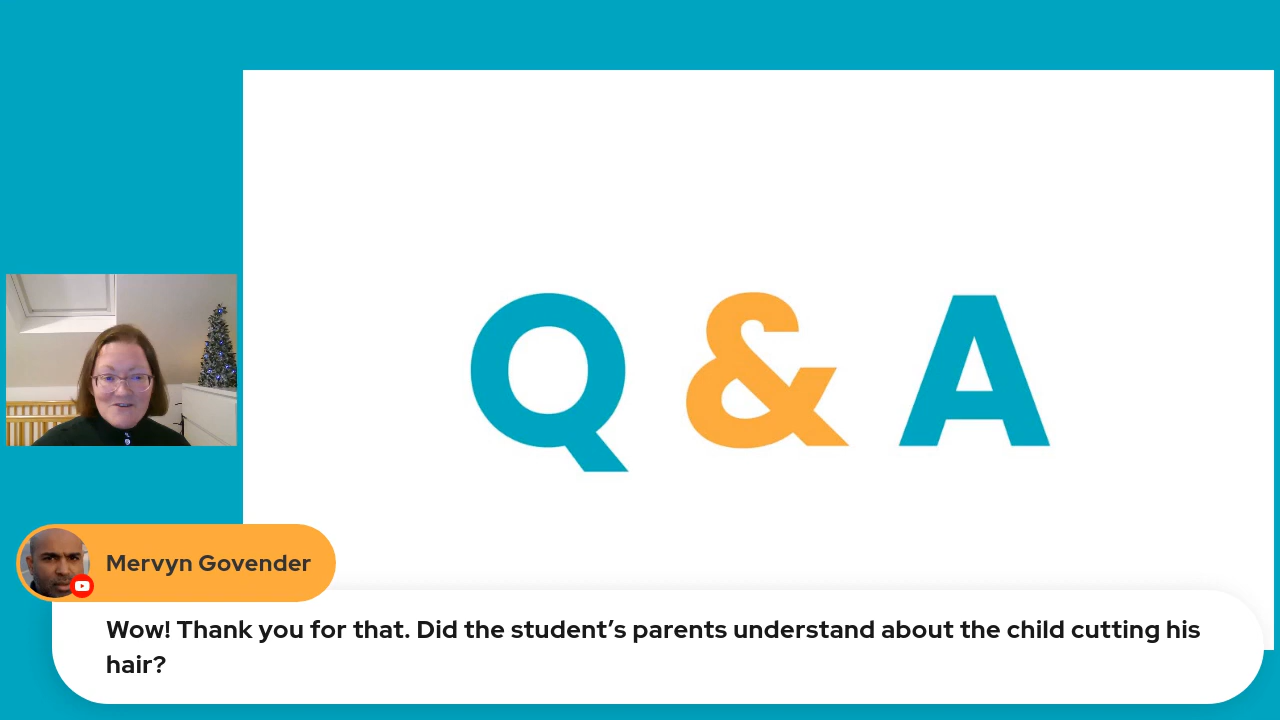 Q & A
Mervyn Govender
Wow! Thank you for that. Did the student’s parents understand about the child cutting his
hair?